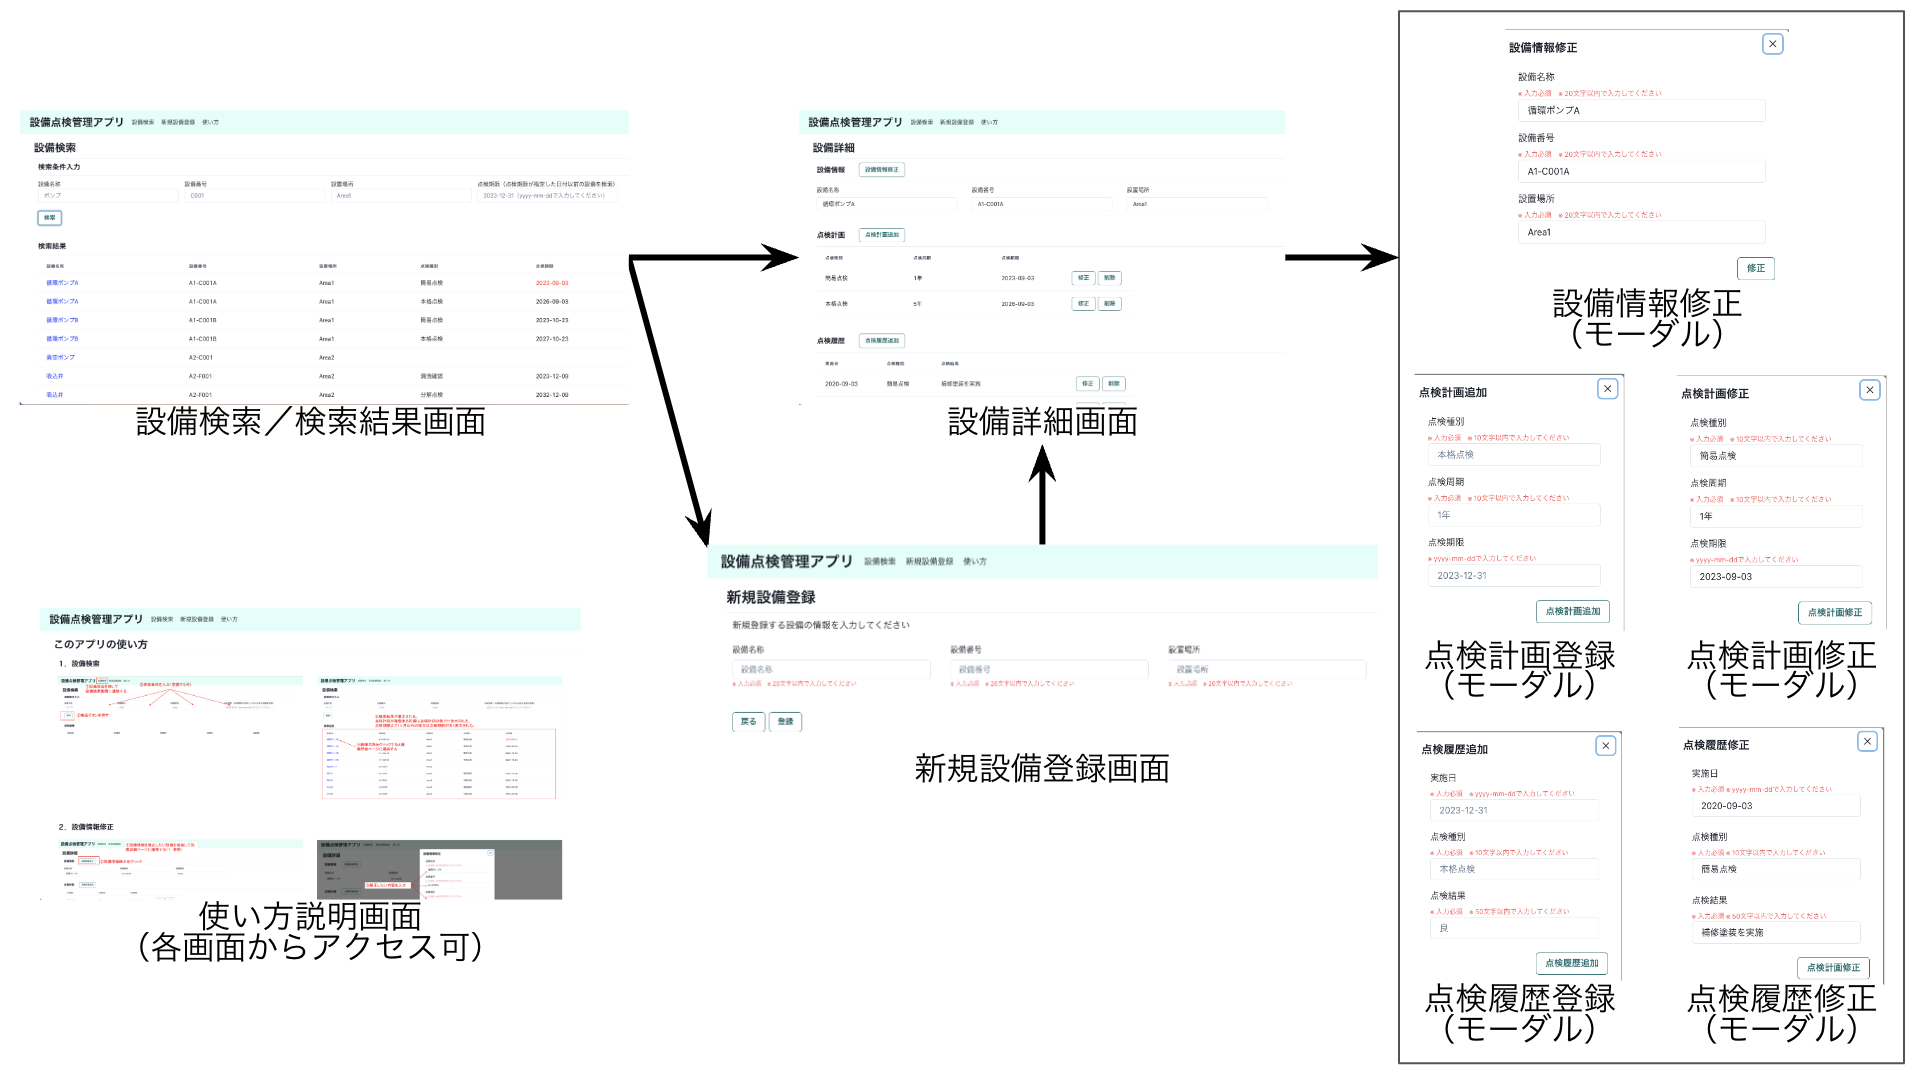 設備点検管理アプリ 設備検索 新規設備登録 使い方
設備検索
検索条件入力
設備名称 設備番号 設置場所 点検期限（点検期限が指定した日付以前の設備を検索）
ポンプ C001 Area1 2023-12-31（yyyy-mm-ddで入力してください）
検索
検索結果
設備名称 設備番号 設置場所 点検種別 点検期限
循環ポンプA A1-C001A Area1 簡易点検 2023-09-03
循環ポンプA A1-C001A Area1 本格点検 2026-09-03
循環ポンプB A1-C001B Area1 簡易点検 2023-10-23
循環ポンプB A1-C001B Area1 本格点検 2027-10-23
真空ポンプ A2-C001 Area2
吸込弁 A2-F001 Area2 漏洩確認 2023-12-09
吸込弁 A2-F001 Area2 分解点検 2032-12-09
設備検索／検索結果画面
設備点検管理アプリ 設備検索 新規設備登録 使い方
設備詳細
設備情報 設備情報修正
設備名称 設備番号 設置場所
循環ポンプA A1-C001A Area1
点検計画 点検計画追加
点検種別 点検周期 点検期限
簡易点検 1年 2023-09-03 修正 削除
本格点検 5年 2026-09-03 修正 削除
点検履歴 点検履歴追加
実施日 点検種別 点検結果
2020-09-03 簡易点検 補修塗装を実施 修正 削除
設備詳細画面
設備点検管理アプリ 設備検索 新規設備登録 使い方
新規設備登録
新規登録する設備の情報を入力してください
設備名称 設備番号 設置場所
設備名称 設備番号 設置場所
※入力必須 ※20文字以内で入力してください ※入力必須 ※20文字以内で入力してください ※入力必須 ※20文字以内で入力してください
戻る 登録
新規設備登録画面
設備点検管理アプリ 設備検索 新規設備登録 使い方
このアプリの使い方
1．設備検索
設備点検管理アプリ
設備点検管理アプリ
設備検索
設備検索
2．設備情報修正
設備点検管理アプリ
設備点検管理アプリ
使い方説明画面
（各画面からアクセス可）
設備情報修正 ×
設備名称
※入力必須 ※20文字以内で入力してください
循環ポンプA
設備番号
※入力必須 ※20文字以内で入力してください
A1-C001A
設置場所
※入力必須 ※20文字以内で入力してください
Area1
修正
設備情報修正
（モーダル）
点検計画追加 ×
点検種別
※入力必須 ※10文字以内で入力してください
本格点検
点検周期
※入力必須 ※10文字以内で入力してください
1年
点検期限
※yyyy-mm-ddで入力してください
2023-12-31
点検計画追加
点検計画登録
（モーダル）
点検計画修正 ×
点検種別
※入力必須 ※10文字以内で入力してください
簡易点検
点検周期
※入力必須 ※10文字以内で入力してください
1年
点検期限
※yyyy-mm-ddで入力してください
2023-09-03
点検計画修正
点検計画修正
（モーダル）
点検履歴追加 ×
実施日
※入力必須 ※yyyy-mm-ddで入力してください
2023-12-31
点検種別
※入力必須 ※10文字以内で入力してください
本格点検
点検結果
※入力必須 ※50文字以内で入力してください
良
点検履歴追加
点検履歴登録
（モーダル）
点検履歴修正 ×
実施日
※入力必須 ※yyyy-mm-ddで入力してください
2020-09-03
点検種別
※入力必須 ※10文字以内で入力してください
簡易点検
点検結果
※入力必須 ※50文字以内で入力してください
補修塗装を実施
点検計画修正
点検履歴修正
（モーダル）